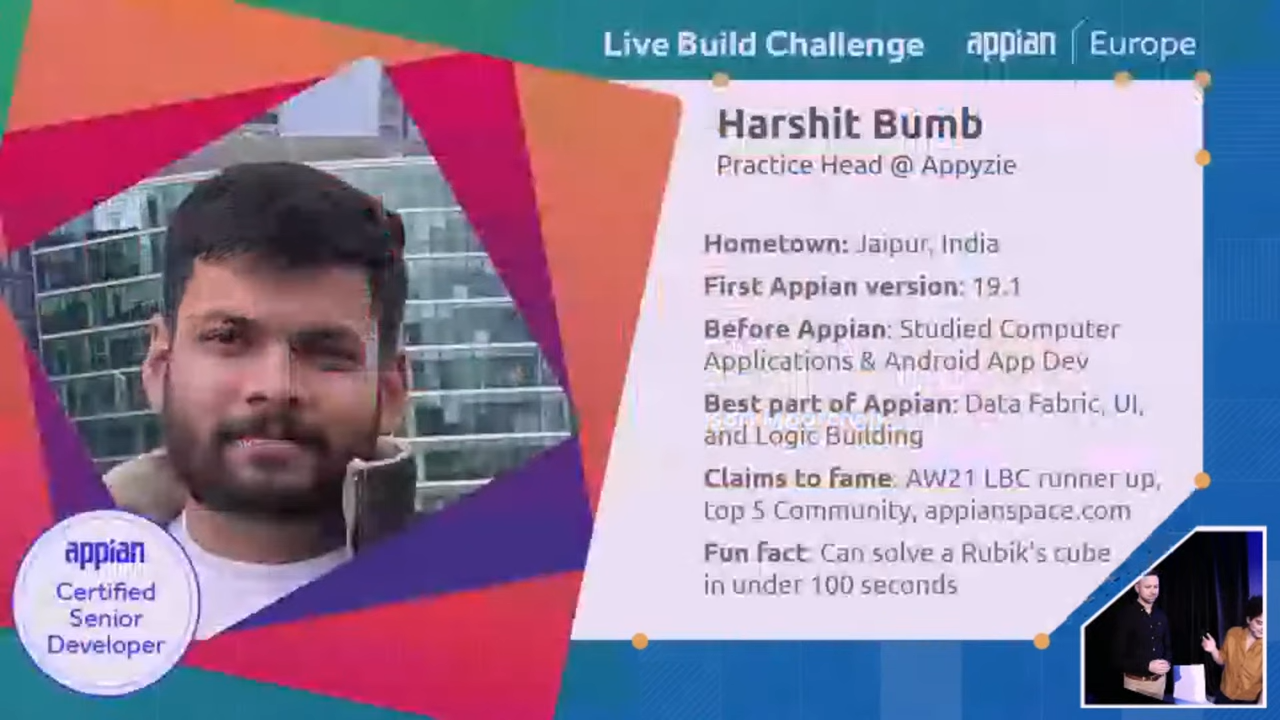 Live Build Challenge appian Europe
Harshit Bumb
Practice Head @ Appyzie
Hometown: Jaipur, India
First Appian version: 19.1
Before Appian: Studied Computer
Applications & Android App Dev
Best part of Appian: Data Fabric, UI,
and Logic Building
Claims to fame: AW21 LBC runner up,
top 5 Community, appianspace.com
Fun fact: Can solve a Rubik's cube
in under 100 seconds
appian
Certified
Senior
Developer